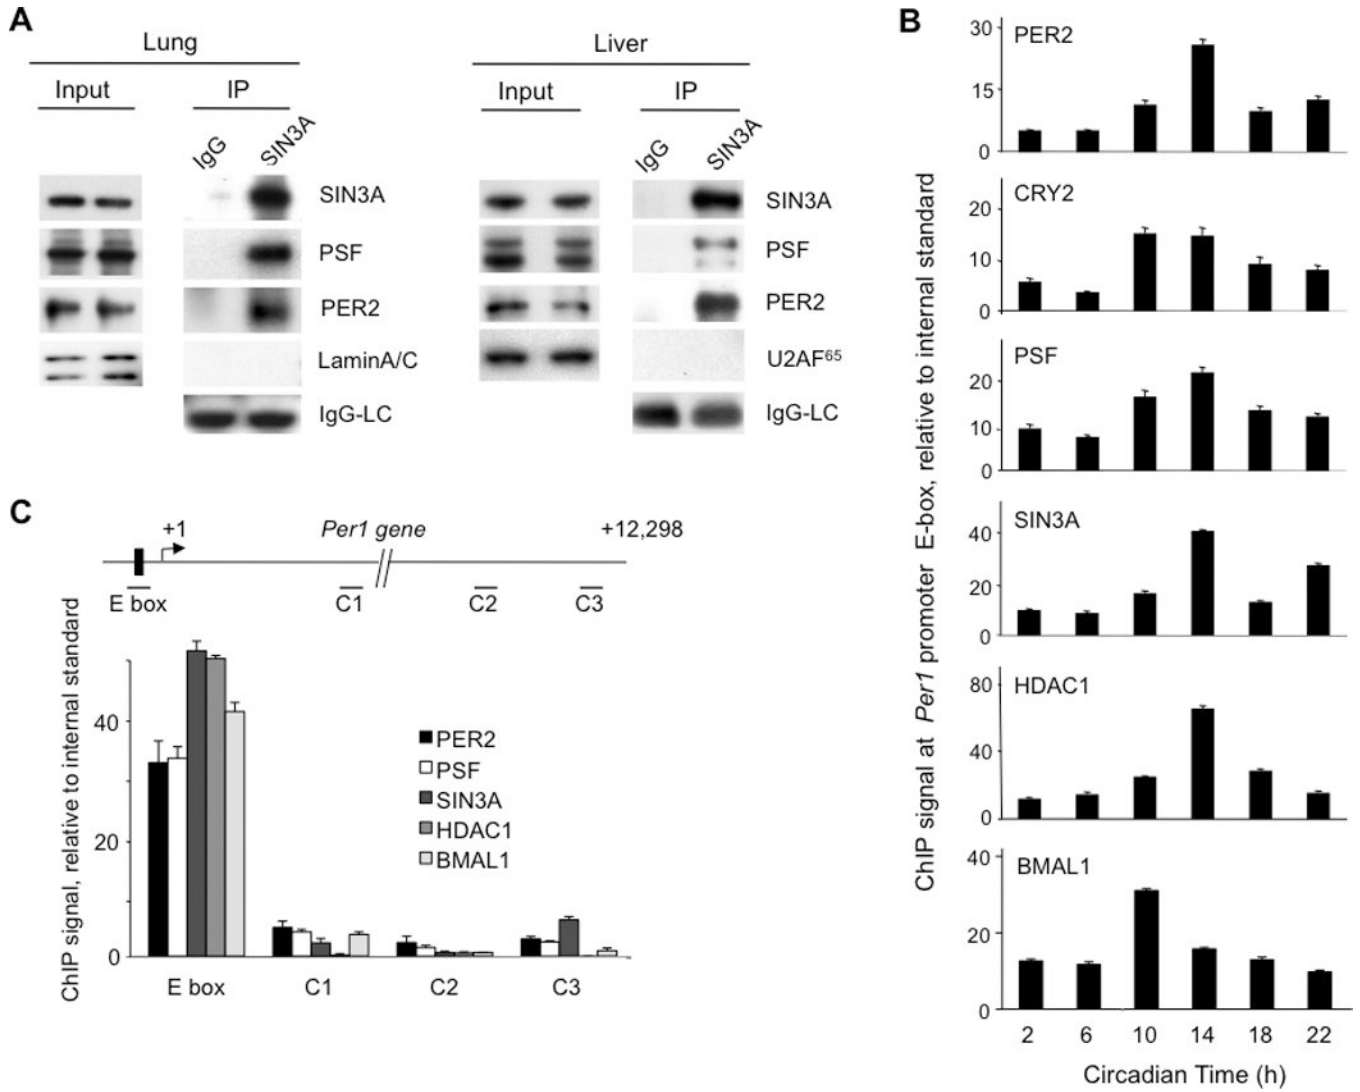 A
Lung
Input
IP
IgG
SIN3A
SIN3A
PSF
PER2
LaminA/C
IgG-LC
Liver
Input
IP
IgG
SIN3A
SIN3A
PSF
PER2
U2AF65
IgG-LC
B
ChIP signal at Per1 promoter E-box, relative to internal standard
PER2
30
15
0
CRY2
20
10
0
PSF
20
10
0
SIN3A
40
20
0
HDAC1
80
40
0
BMAL1
40
20
0
2 6 10 14 18 22
Circadian Time (h)
C
+1 Per1 gene +12,298
E box C1 C2 C3
ChIP signal, relative to internal standard
40
20
0
PER2
PSF
SIN3A
HDAC1
BMAL1
E box C1 C2 C3